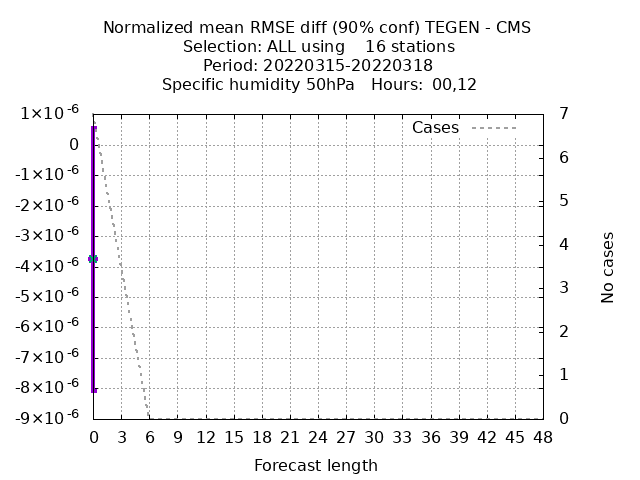 Normalized mean RMSE diff (90% conf) TEGEN - CMS
Selection: ALL using    16 stations
Period: 20220315-20220318
Specific humidity 50hPa   Hours:  00,12
Cases
1×10⁻⁶
0
-1×10⁻⁶
-2×10⁻⁶
-3×10⁻⁶
-4×10⁻⁶
-5×10⁻⁶
-6×10⁻⁶
-7×10⁻⁶
-8×10⁻⁶
-9×10⁻⁶
7
6
5
4
3
2
1
0
No cases
0 3 6 9 12 15 18 21 24 27 30 33 36 39 42 45 48
Forecast length